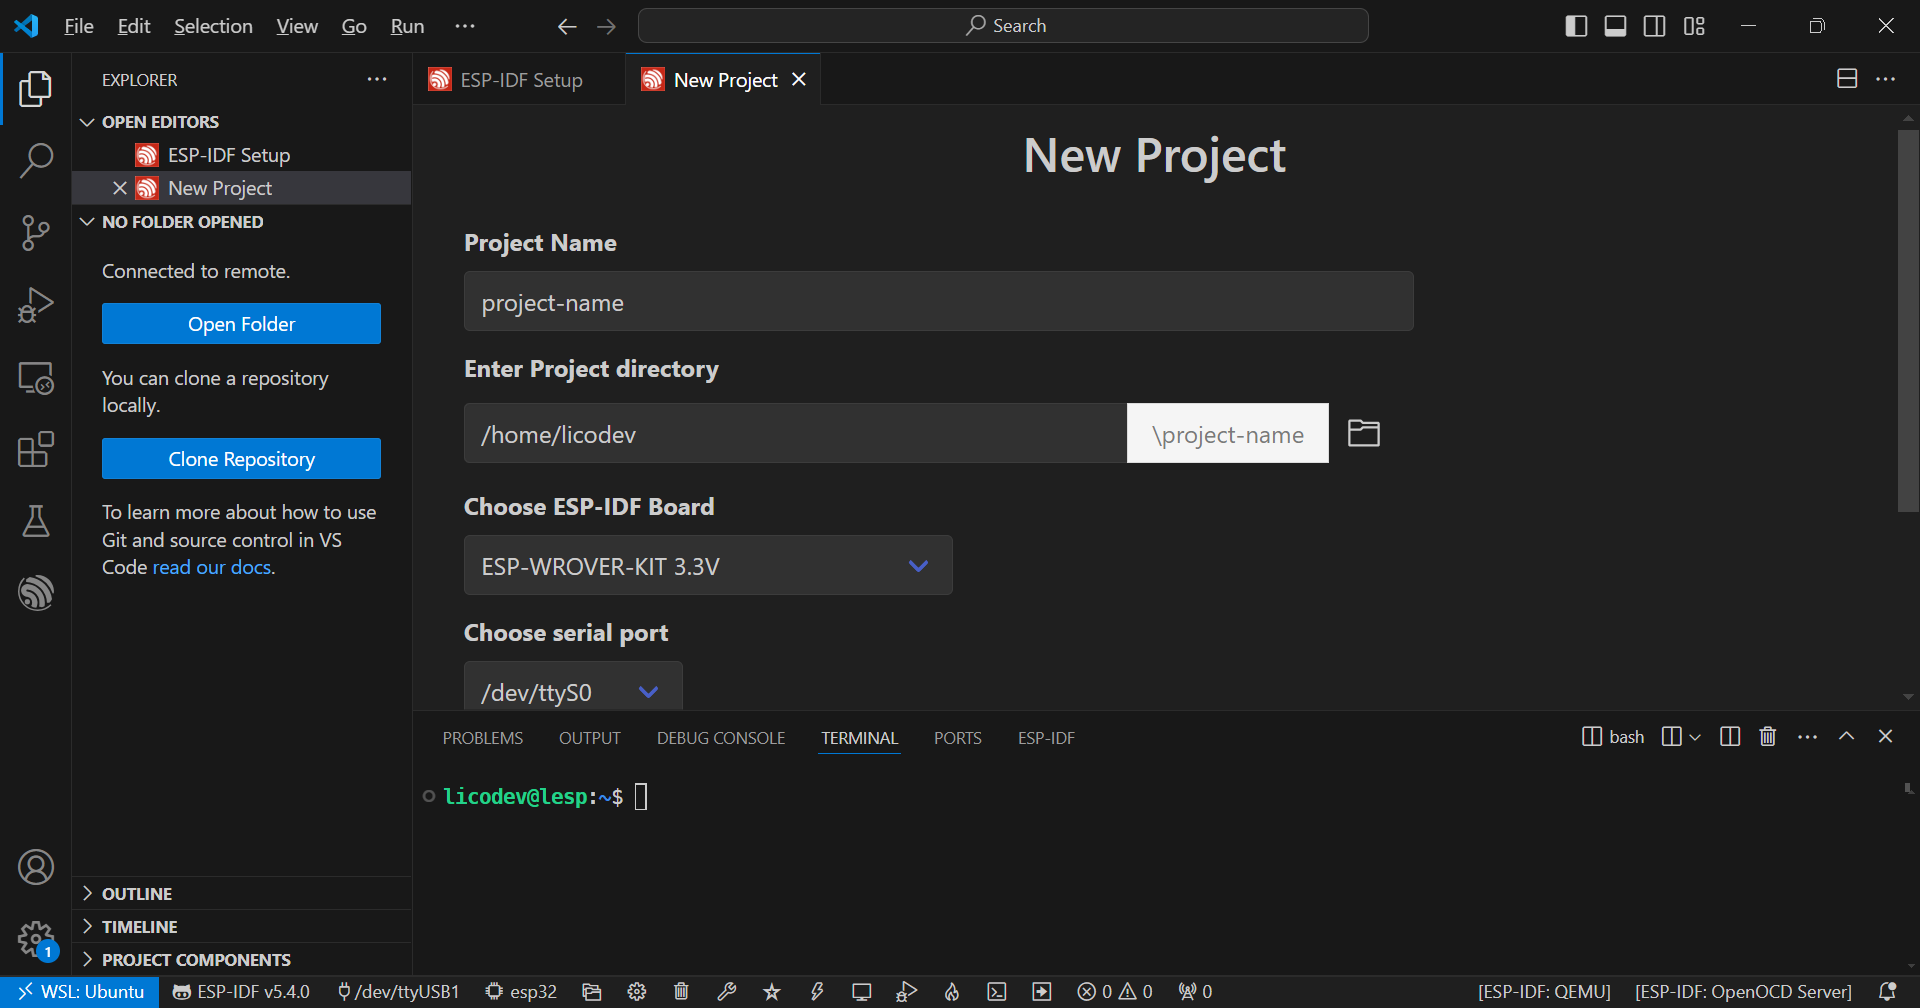 File Edit Selection View Go Run ···
Search
EXPLORER
OPEN EDITORS
ESP-IDF Setup
New Project
NO FOLDER OPENED
Connected to remote.
Open Folder
You can clone a repository
locally.
Clone Repository
To learn more about how to use
Git and source control in VS
Code read our docs.
OUTLINE
TIMELINE
PROJECT COMPONENTS
1
ESP-IDF Setup
New Project
New Project
Project Name
project-name
Enter Project directory
/home/licodev
\project-name
Choose ESP-IDF Board
ESP-WROVER-KIT 3.3V
Choose serial port
/dev/ttyS0
PROBLEMS OUTPUT DEBUG CONSOLE TERMINAL PORTS ESP-IDF
bash
licodev@lesp:~$
WSL: Ubuntu ESP-IDF v5.4.0 /dev/ttyUSB1 esp32 0 0 0 [ESP-IDF: QEMU] [ESP-IDF: OpenOCD Server]